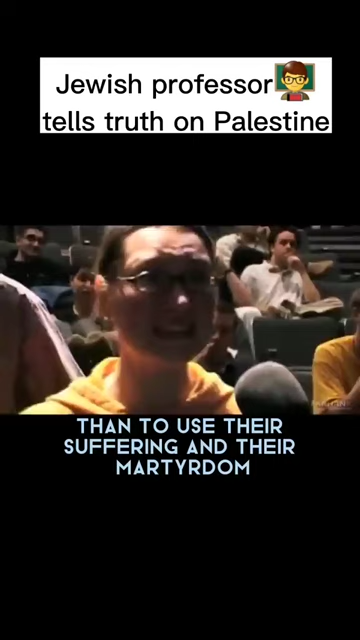 Jewish professor
tells truth on Palestine
THAN TO USE THEIR
SUFFERING AND THEIR
MARTYRDOM